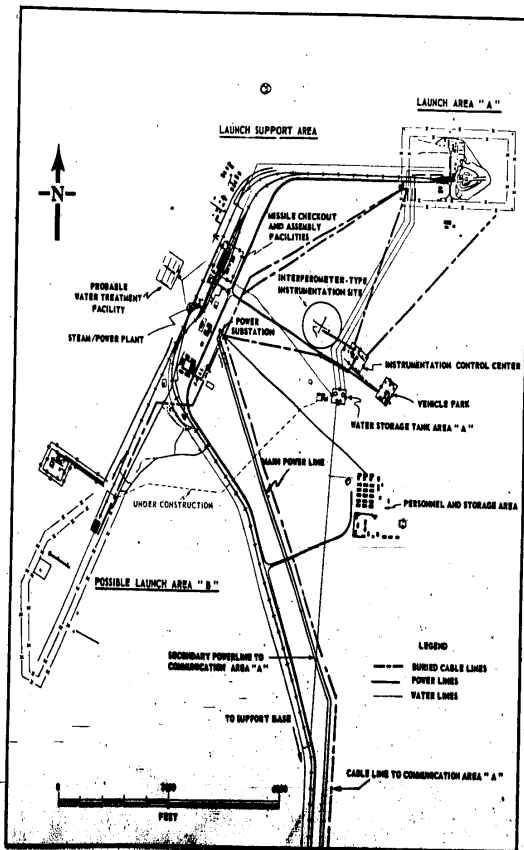 LAUNCH AREA "A"
LAUNCH SUPPORT AREA
N
MISSILE CHECKOUT
AND ASSEMBLY
FACILITIES
INTERFEROMETER-TYPE
INSTRUMENTATION SITE
PROBABLE
WATER TREATMENT
FACILITY
STEAM/POWER PLANT
POWER
SUBSTATION
INSTRUMENTATION CONTROL CENTER
VEHICLE PARK
WATER STORAGE TANK AREA "A"
MAIN POWER LINE
PERSONNEL AND STORAGE AREA
UNDER CONSTRUCTION
POSSIBLE LAUNCH AREA "B"
SECONDARY POWERLINE TO
COMMUNICATION AREA "A"
LEGEND
BURIED CABLE LINES
POWER LINES
WATER LINES
TO SUPPORT BASE
CABLE LINE TO COMMUNICATION AREA "A"
0
FEET